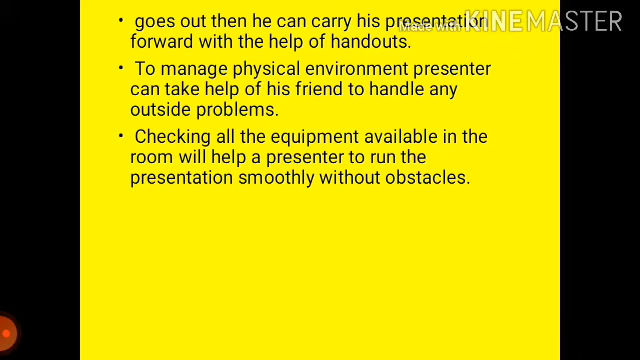 • goes out then he can carry his presentation
forward with the help of handouts.
• To manage physical environment presenter
can take help of his friend to handle any
outside problems.
• Checking all the equipment available in the
room will help a presenter to run the
presentation smoothly without obstacles.
Made with KINEMASTER